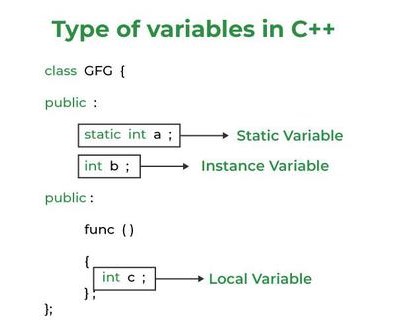 Type of variables in C++
class GFG {
public :
static int a ; Static Variable
int b ; Instance Variable
public :
func ()
{
int c ; Local Variable
} ;
};